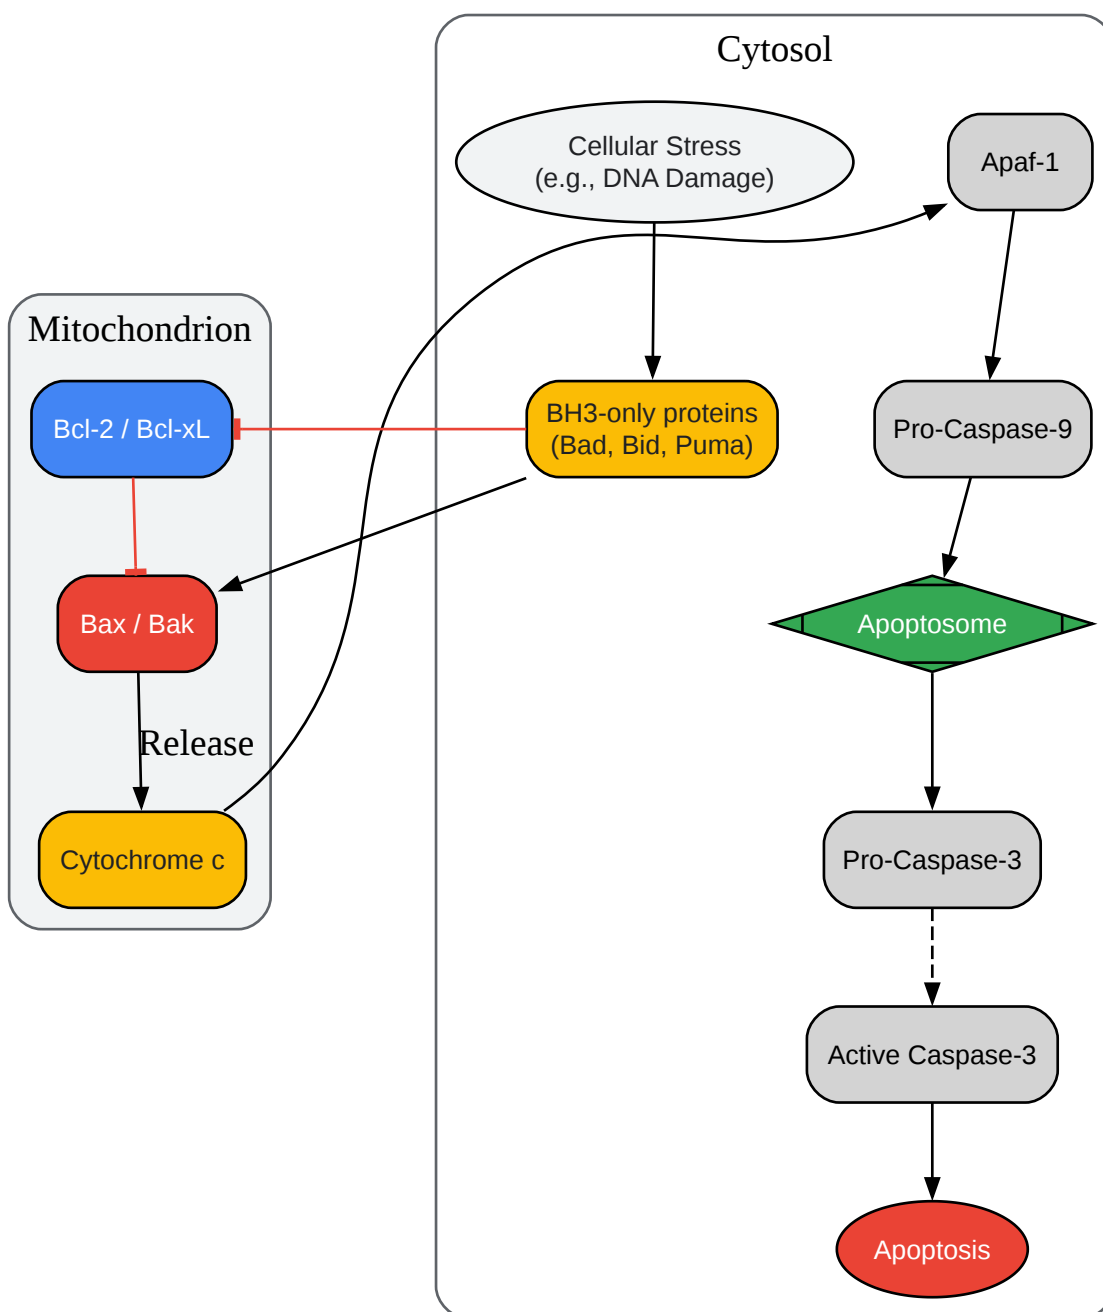 Cytosol
Cellular Stress
(e.g., DNA Damage)
Apaf-1
Mitochondrion
Bcl-2 / Bcl-xL
BH3-only proteins
(Bad, Bid, Puma)
Pro-Caspase-9
Bax / Bak
Apoptosome
Release
Cytochrome c
Pro-Caspase-3
Active Caspase-3
Apoptosis